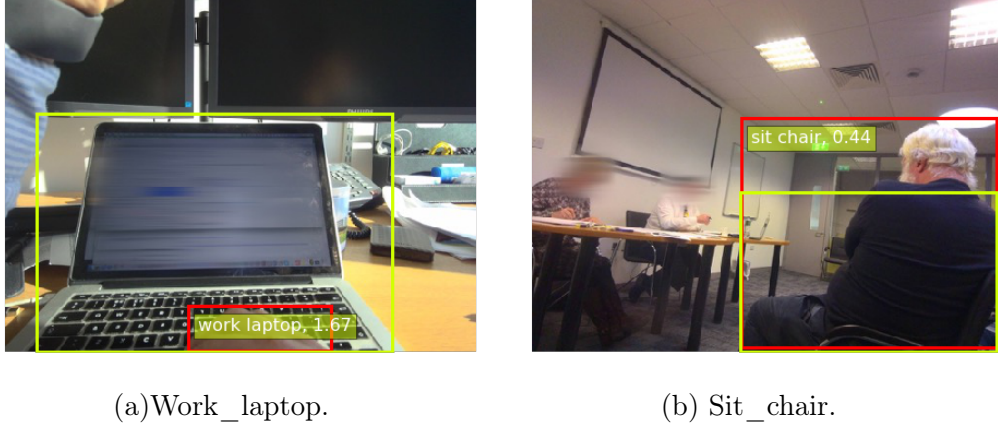 work laptop, 1.67
sit chair, 0.44
(a)Work_laptop.
(b) Sit_chair.